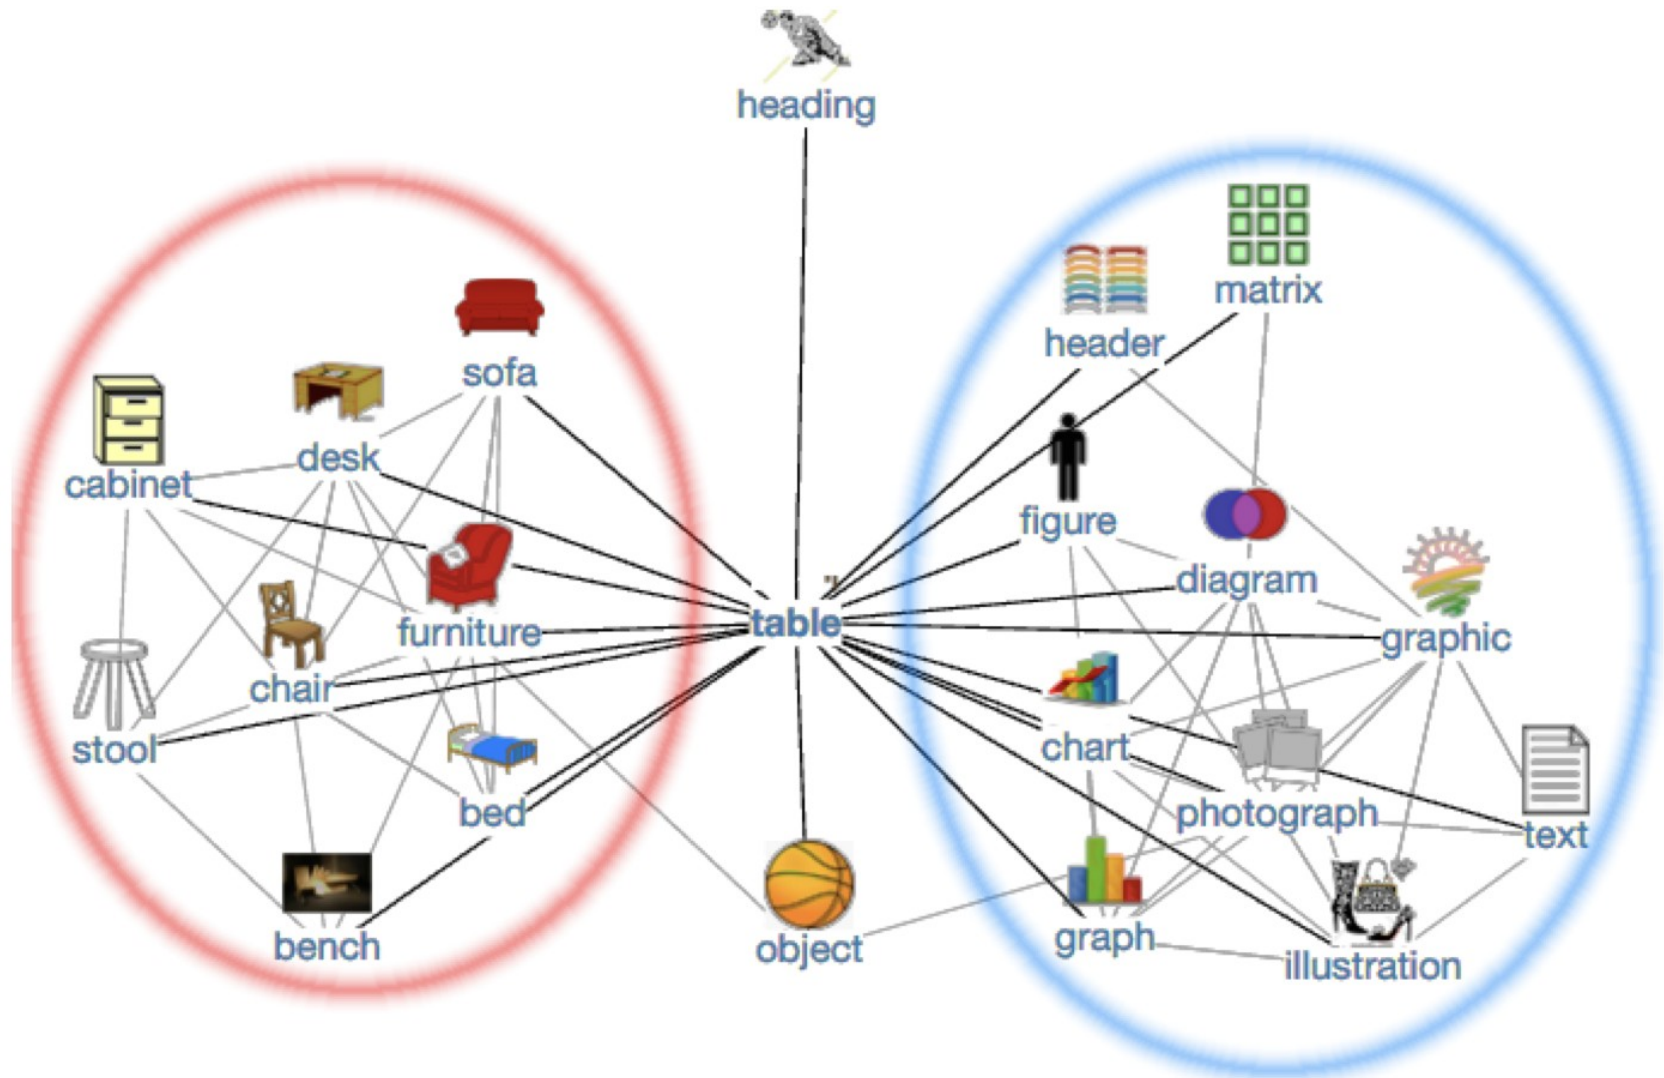 heading
matrix
header
sofa
desk
cabinet
figure
diagram
furniture
table
graphic
chair
stool
chart
bed
photograph
text
bench
object
graph
illustration